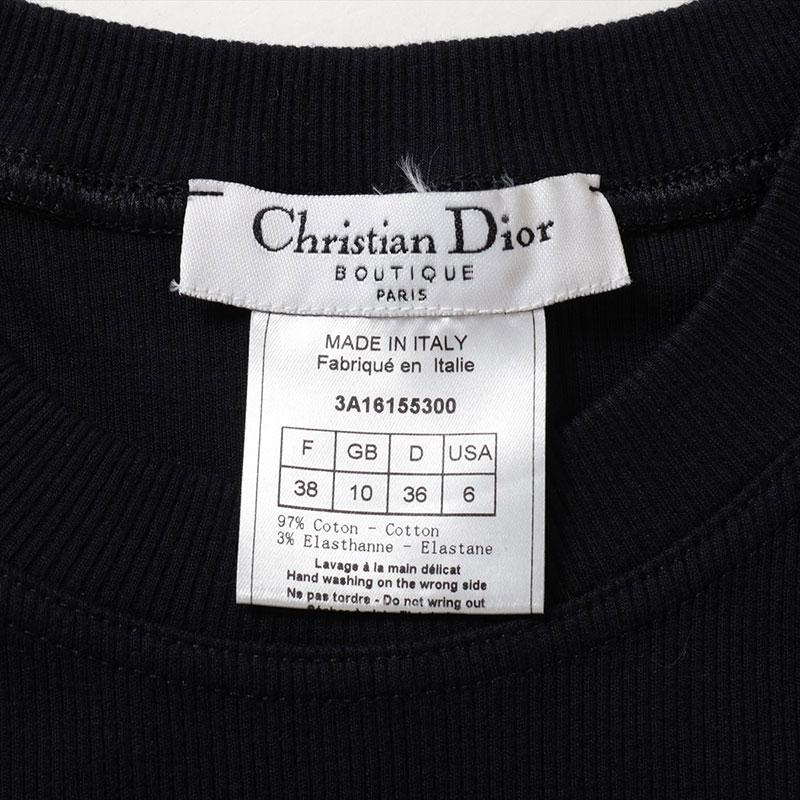 Christian Dior
BOUTIQUE
PARIS
MADE IN ITALY
Fabriqué en Italie
3A16155300
F GB D USA
38 10 36 6
97% Coton - Cotton
3% Elasthanne - Elastane
Lavage à la main délicat
Hand washing on the wrong side
Ne pas tordre - Do not wring out